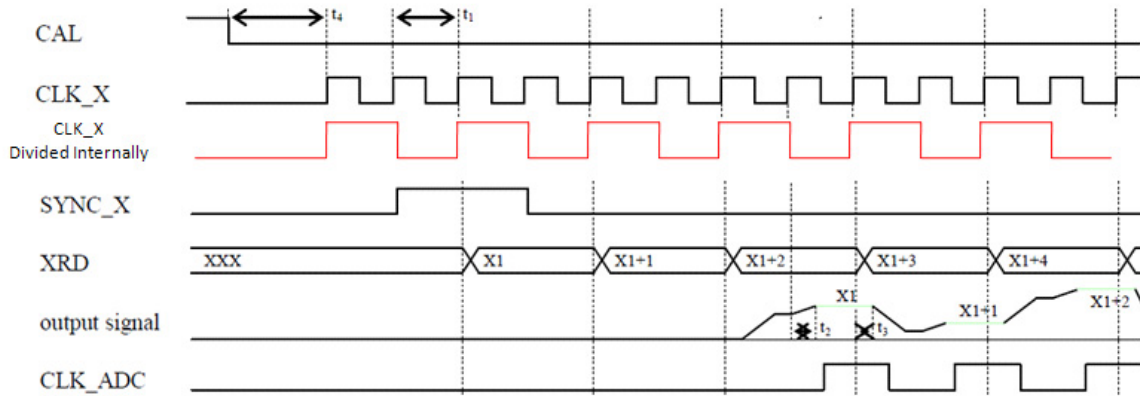 CAL
t4
t1
CLK_X
CLK_X
Divided Internally
SYNC_X
XRD
XXX
X1
X1+1
X1+2
X1+3
X1+4
output signal
t2
X1
t3
X1+1
X1+2
CLK_ADC